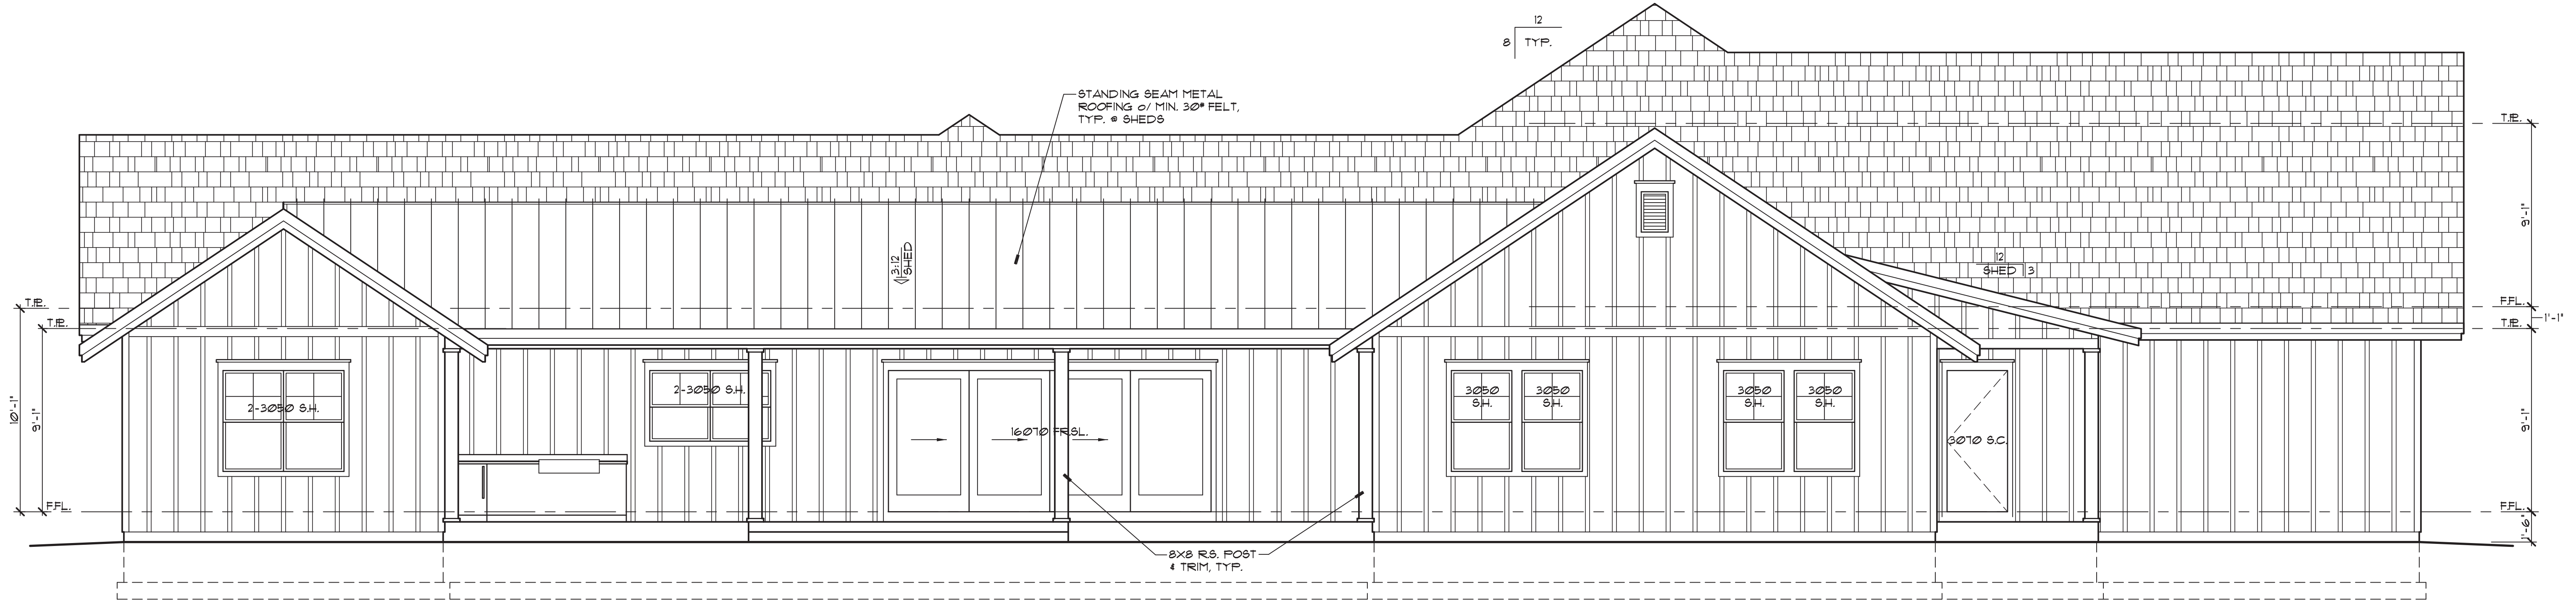 12
8
TYP.
STANDING SEAM METAL
ROOFING o/ MIN. 30# FELT,
TYP. @ SHEDS
T.P.
9'-1"
3:12
SHED
12
SHED
3
T.P.
T.P.
F.FL.
T.P.
1'-1"
10'-1"
9'-1"
2-3050 S.H.
2-3050 S.H.
16070 FR.SL.
3050
S.H.
3050
S.H.
3050
S.H.
3050
S.H.
3070 S.C.
9'-1"
F.FL.
F.FL.
1'-6"
8X8 R.S. POST
& TRIM, TYP.